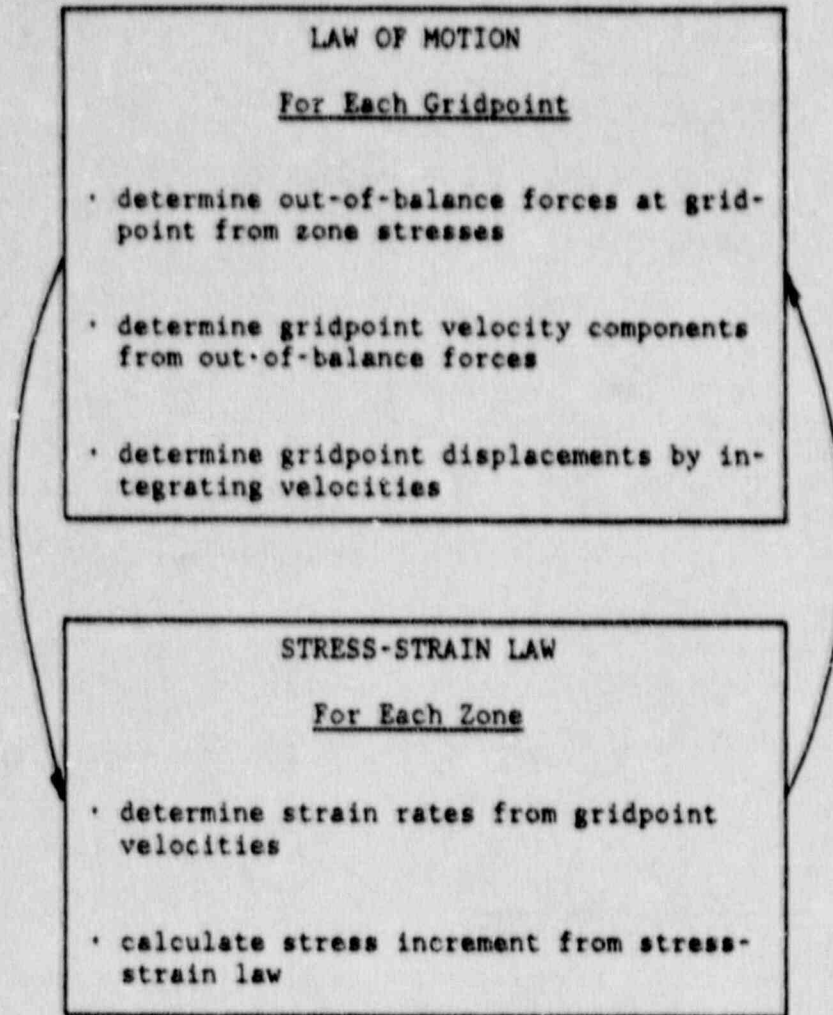 LAW OF MOTION
For Each Gridpoint
· determine out-of-balance forces at grid-
point from zone stresses
· determine gridpoint velocity components
from out-of-balance forces
· determine gridpoint displacements by in-
tegrating velocities
STRESS-STRAIN LAW
For Each Zone
· determine strain rates from gridpoint
velocities
· calculate stress increment from stress-
strain law